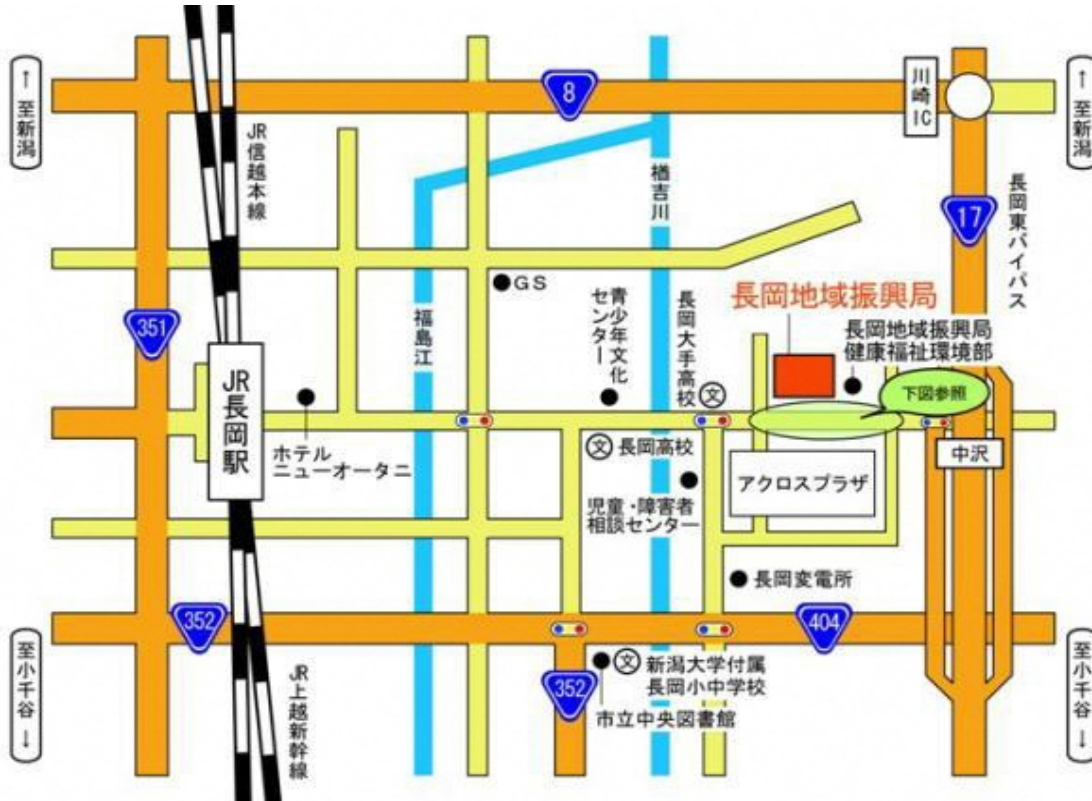 ↑至新潟
JR信越本線
8
川崎IC
↑至新潟
楢吉川
長岡東バイパス
17
GS
青少年文化
センター
長岡大手高校
長岡地域振興局
長岡地域振興局
健康福祉環境部
351
福島江
文
下図参照
JR長岡駅
ホテル
ニューオータニ
文 長岡高校
中沢
アクロスプラザ
児童・障害者
相談センター
長岡変電所
352
404
至小千谷↓
JR上越新幹線
352
文 新潟大学付属
長岡小中学校
市立中央図書館
至小千谷↓